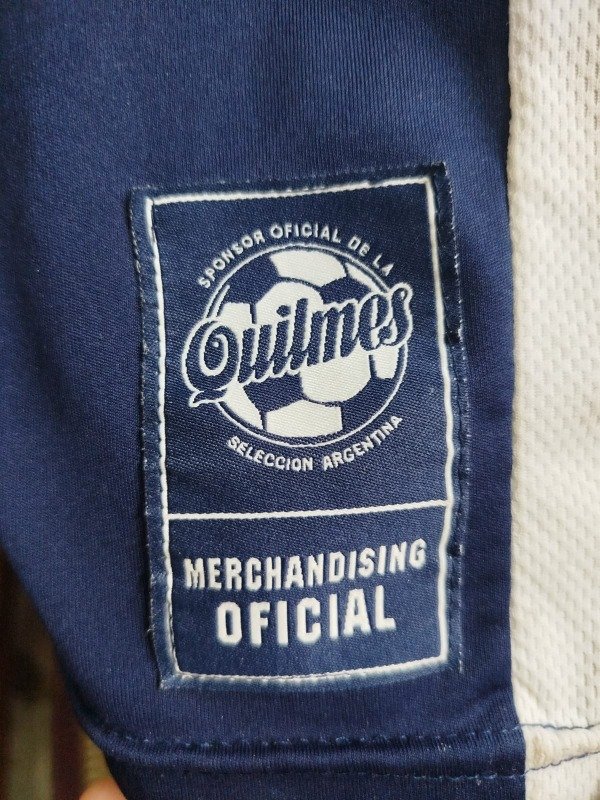 SPONSOR OFICIAL DE LA
Quilmes
SELECCION ARGENTINA
MERCHANDISING
OFICIAL